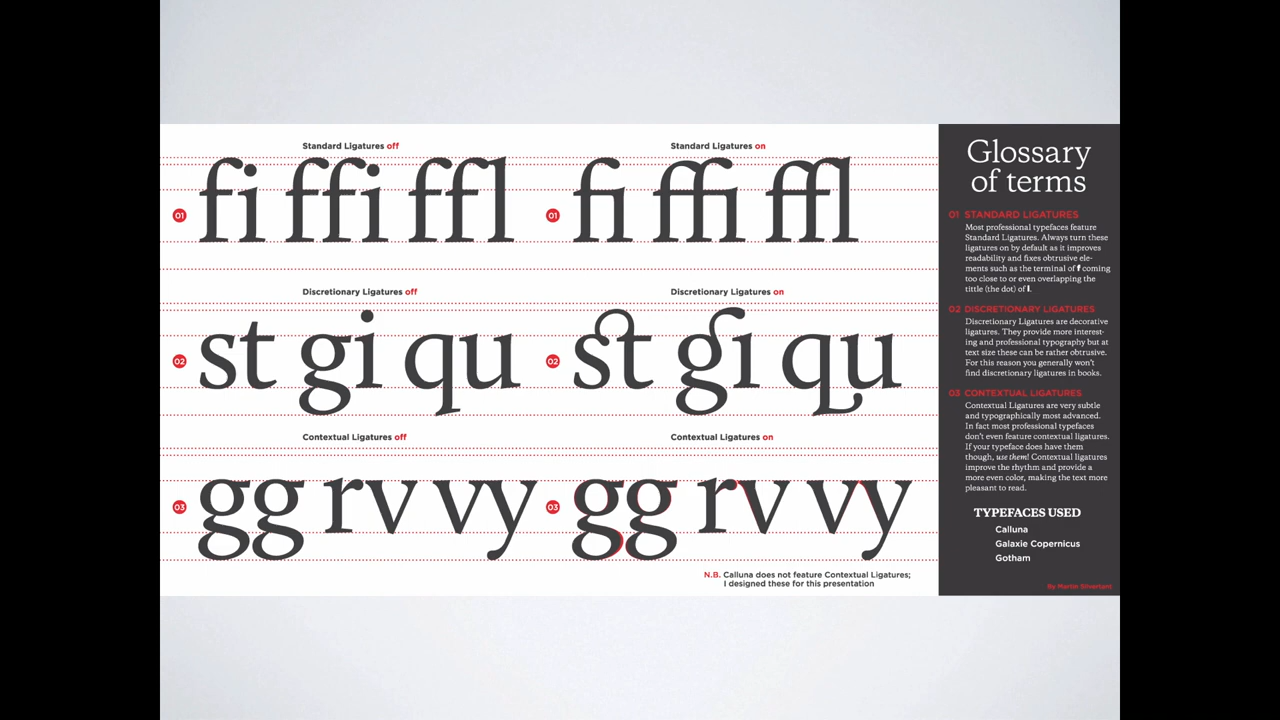 Standard Ligatures off
01 fi ffi ffl
Standard Ligatures on
01 fi ffi ffl
Discretionary Ligatures off
02 st gi qu
Discretionary Ligatures on
02 st gi qu
Contextual Ligatures off
03 gg rv vy
Contextual Ligatures on
03 gg rv vy
N.B. Calluna does not feature Contextual Ligatures;
I designed these for this presentation
Glossary
of terms
01 STANDARD LIGATURES
Most professional typefaces feature
Standard Ligatures. Always turn these
ligatures on by default as it improves
readability and fixes obtrusive ele-
ments such as the terminal of f coming
too close to or even overlapping the
tittle (the dot) of i.
02 DISCRETIONARY LIGATURES
Discretionary Ligatures are decorative
ligatures. They provide more interest-
ing and professional typography but at
text size these can be rather obtrusive.
For this reason you generally won't
find discretionary ligatures in books.
03 CONTEXTUAL LIGATURES
Contextual Ligatures are very subtle
and typographically most advanced.
In fact most professional typefaces
don't even feature contextual ligatures.
If your typeface does have them
though, use them! Contextual ligatures
improve the rhythm and provide a
more even color, making the text more
pleasant to read.
TYPEFACES USED
Calluna
Galaxie Copernicus
Gotham
By Martin Silvertant